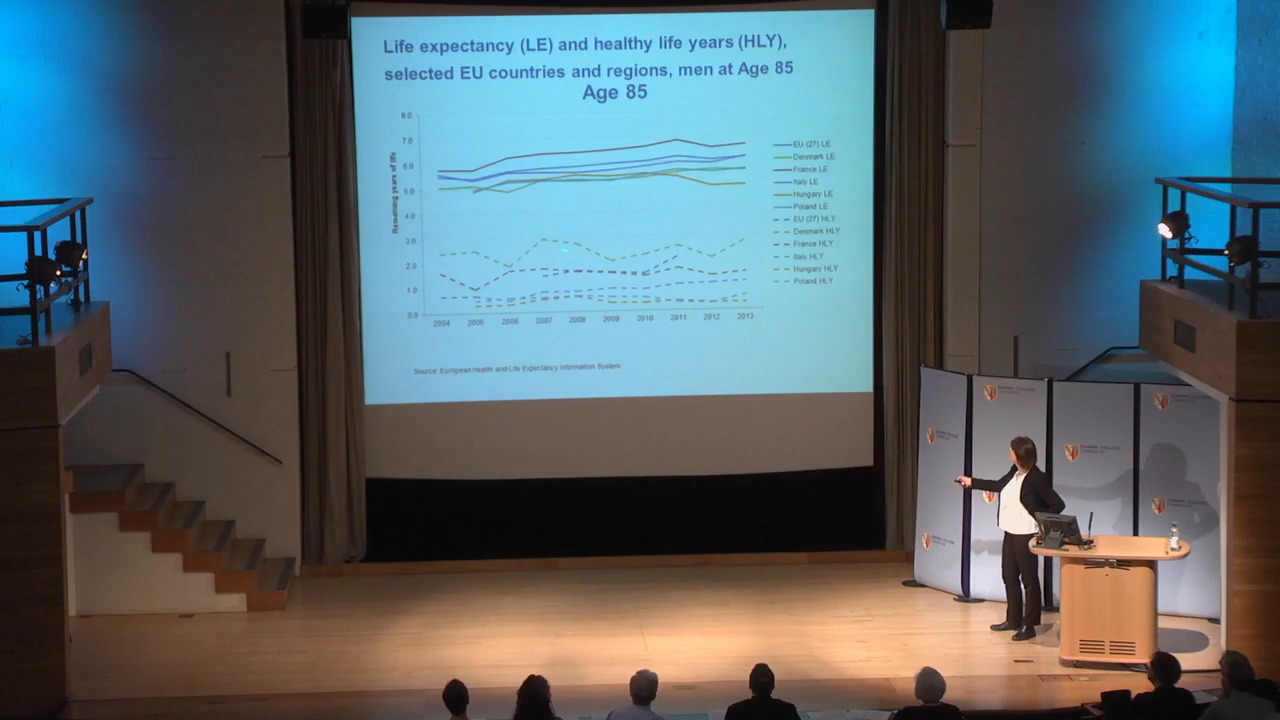 Life expectancy (LE) and healthy life years (HLY),
selected EU countries and regions, men at Age 85
Age 85
8.0
7.0
6.0
5.0
4.0
3.0
2.0
1.0
0.0
Remaining years of life
2004 2005 2006 2007 2008 2009 2010 2011 2012 2013
EU (27) LE
Denmark LE
France LE
Italy LE
Hungary LE
Poland LE
EU (27) HLY
Denmark HLY
France HLY
Italy HLY
Hungary HLY
Poland HLY
Source: European Health and Life Expectancy Information System